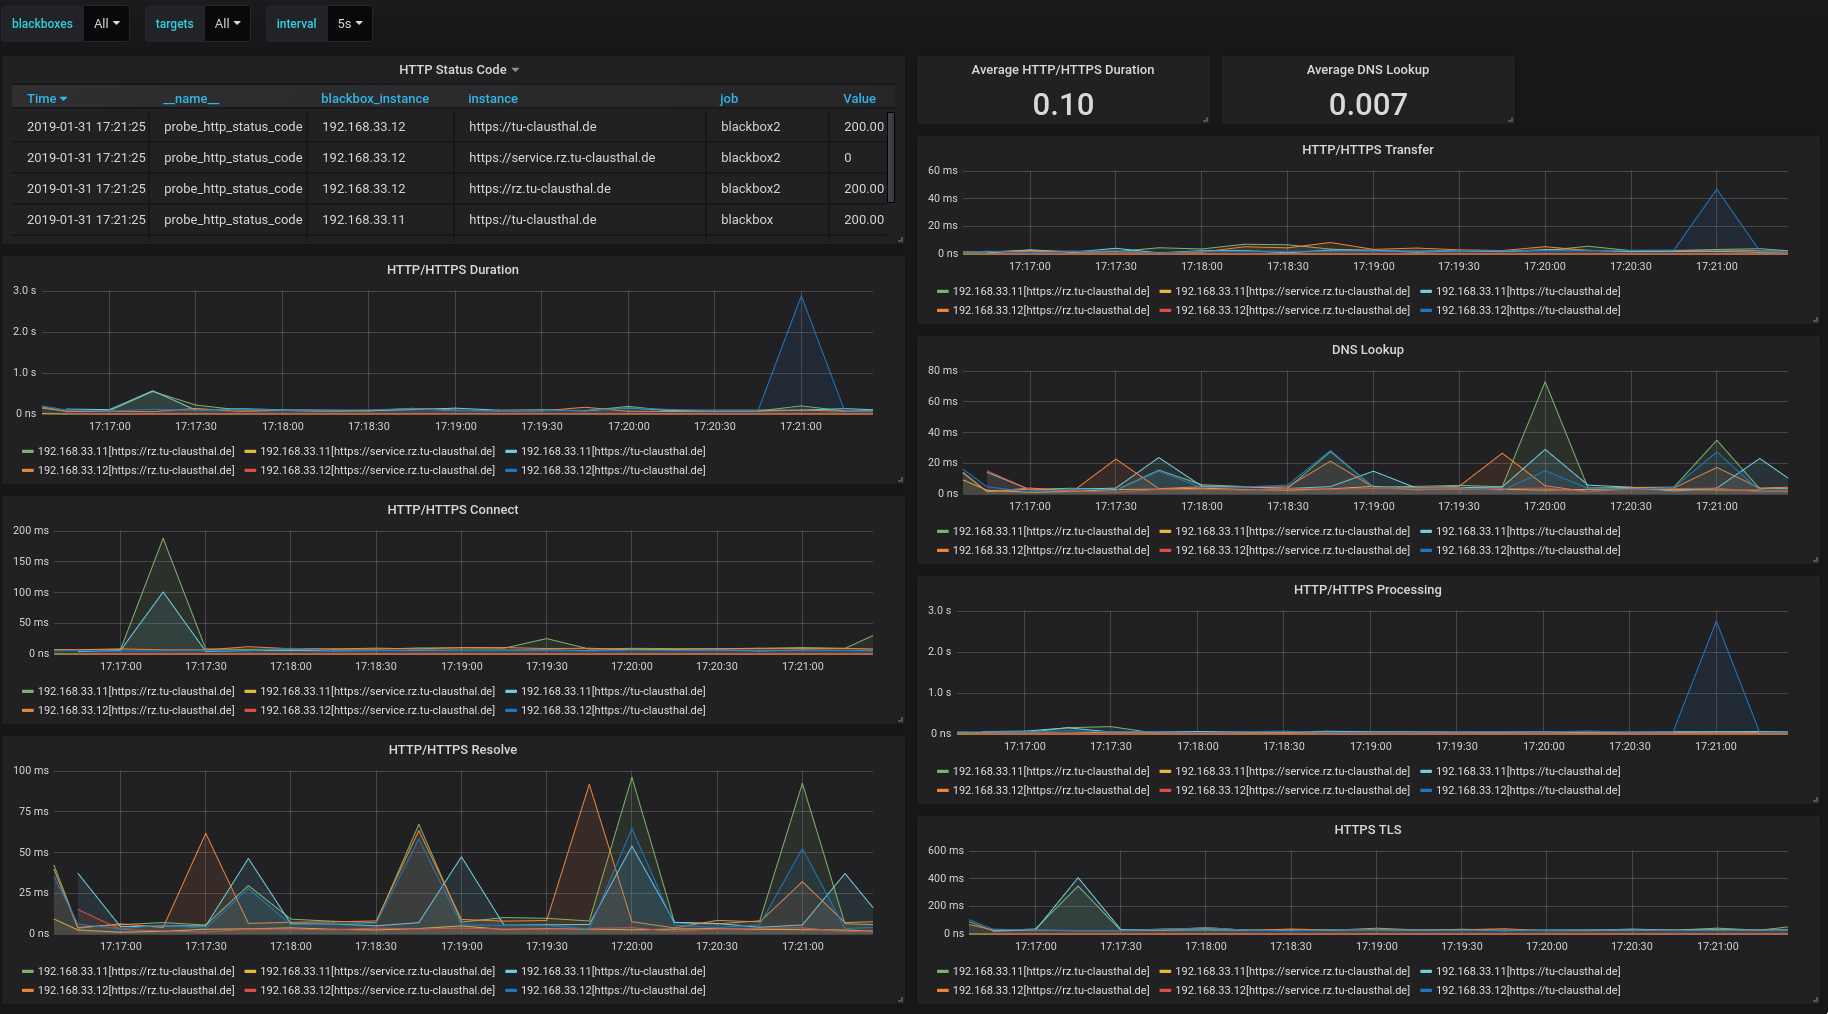 blackboxes All targets All interval 5s
HTTP Status Code
Time __name__ blackbox_instance instance job Value
2019-01-31 17:21:25 probe_http_status_code 192.168.33.12 https://tu-clausthal.de blackbox2 200.00
2019-01-31 17:21:25 probe_http_status_code 192.168.33.12 https://service.rz.tu-clausthal.de blackbox2 0
2019-01-31 17:21:25 probe_http_status_code 192.168.33.12 https://rz.tu-clausthal.de blackbox2 200.00
2019-01-31 17:21:25 probe_http_status_code 192.168.33.11 https://tu-clausthal.de blackbox 200.00
HTTP/HTTPS Duration
3.0 s
2.0 s
1.0 s
0 ns
17:17:00 17:17:30 17:18:00 17:18:30 17:19:00 17:19:30 17:20:00 17:20:30 17:21:00
192.168.33.11[https://rz.tu-clausthal.de] 192.168.33.11[https://service.rz.tu-clausthal.de] 192.168.33.11[https://tu-clausthal.de]
192.168.33.12[https://rz.tu-clausthal.de] 192.168.33.12[https://service.rz.tu-clausthal.de] 192.168.33.12[https://tu-clausthal.de]
HTTP/HTTPS Connect
200 ms
150 ms
100 ms
50 ms
0 ns
17:17:00 17:17:30 17:18:00 17:18:30 17:19:00 17:19:30 17:20:00 17:20:30 17:21:00
192.168.33.11[https://rz.tu-clausthal.de] 192.168.33.11[https://service.rz.tu-clausthal.de] 192.168.33.11[https://tu-clausthal.de]
192.168.33.12[https://rz.tu-clausthal.de] 192.168.33.12[https://service.rz.tu-clausthal.de] 192.168.33.12[https://tu-clausthal.de]
HTTP/HTTPS Resolve
100 ms
75 ms
50 ms
25 ms
0 ns
17:17:00 17:17:30 17:18:00 17:18:30 17:19:00 17:19:30 17:20:00 17:20:30 17:21:00
192.168.33.11[https://rz.tu-clausthal.de] 192.168.33.11[https://service.rz.tu-clausthal.de] 192.168.33.11[https://tu-clausthal.de]
192.168.33.12[https://rz.tu-clausthal.de] 192.168.33.12[https://service.rz.tu-clausthal.de] 192.168.33.12[https://tu-clausthal.de]
Average HTTP/HTTPS Duration
0.10
Average DNS Lookup
0.007
HTTP/HTTPS Transfer
60 ms
40 ms
20 ms
0 ns
17:17:00 17:17:30 17:18:00 17:18:30 17:19:00 17:19:30 17:20:00 17:20:30 17:21:00
192.168.33.11[https://rz.tu-clausthal.de] 192.168.33.11[https://service.rz.tu-clausthal.de] 192.168.33.11[https://tu-clausthal.de]
192.168.33.12[https://rz.tu-clausthal.de] 192.168.33.12[https://service.rz.tu-clausthal.de] 192.168.33.12[https://tu-clausthal.de]
DNS Lookup
80 ms
60 ms
40 ms
20 ms
0 ns
17:17:00 17:17:30 17:18:00 17:18:30 17:19:00 17:19:30 17:20:00 17:20:30 17:21:00
192.168.33.11[https://rz.tu-clausthal.de] 192.168.33.11[https://service.rz.tu-clausthal.de] 192.168.33.11[https://tu-clausthal.de]
192.168.33.12[https://rz.tu-clausthal.de] 192.168.33.12[https://service.rz.tu-clausthal.de] 192.168.33.12[https://tu-clausthal.de]
HTTP/HTTPS Processing
3.0 s
2.0 s
1.0 s
0 ns
17:17:00 17:17:30 17:18:00 17:18:30 17:19:00 17:19:30 17:20:00 17:20:30 17:21:00
192.168.33.11[https://rz.tu-clausthal.de] 192.168.33.11[https://service.rz.tu-clausthal.de] 192.168.33.11[https://tu-clausthal.de]
192.168.33.12[https://rz.tu-clausthal.de] 192.168.33.12[https://service.rz.tu-clausthal.de] 192.168.33.12[https://tu-clausthal.de]
HTTPS TLS
600 ms
400 ms
200 ms
0 ns
17:17:00 17:17:30 17:18:00 17:18:30 17:19:00 17:19:30 17:20:00 17:20:30 17:21:00
192.168.33.11[https://rz.tu-clausthal.de] 192.168.33.11[https://service.rz.tu-clausthal.de] 192.168.33.11[https://tu-clausthal.de]
192.168.33.12[https://rz.tu-clausthal.de] 192.168.33.12[https://service.rz.tu-clausthal.de] 192.168.33.12[https://tu-clausthal.de]